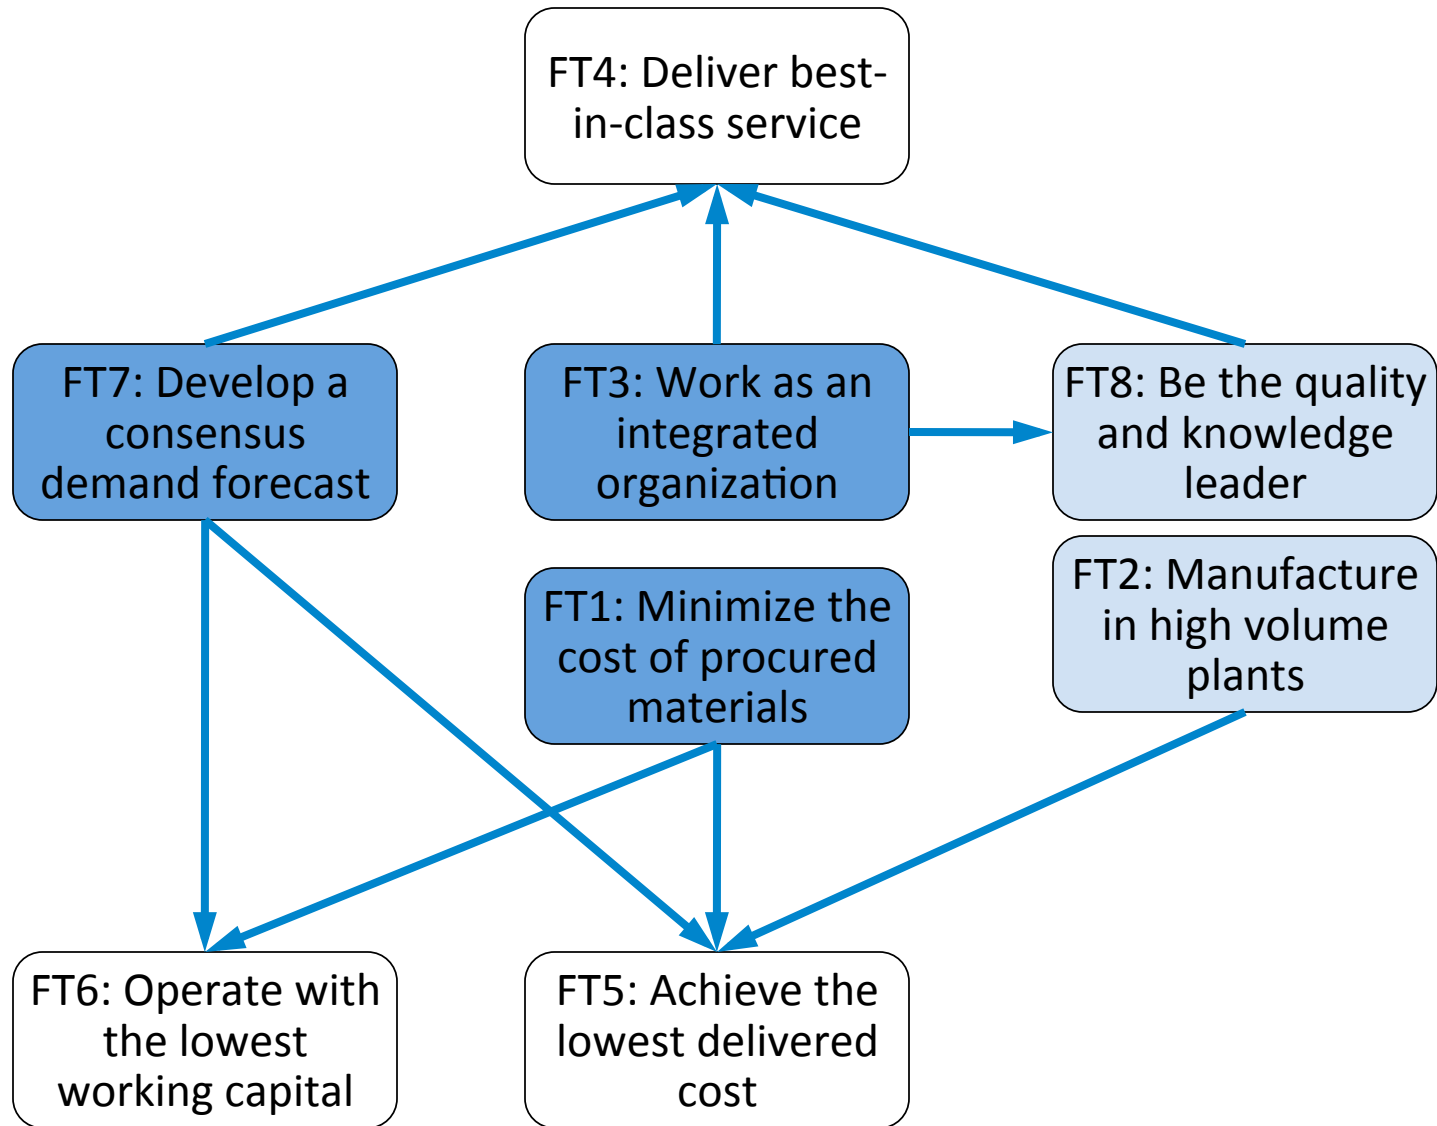 FT4: Deliver best-
in-class service
FT7: Develop a
consensus
demand forecast
FT3: Work as an
integrated
organization
FT8: Be the quality
and knowledge
leader
FT1: Minimize the
cost of procured
materials
FT2: Manufacture
in high volume
plants
FT6: Operate with
the lowest
working capital
FT5: Achieve the
lowest delivered
cost